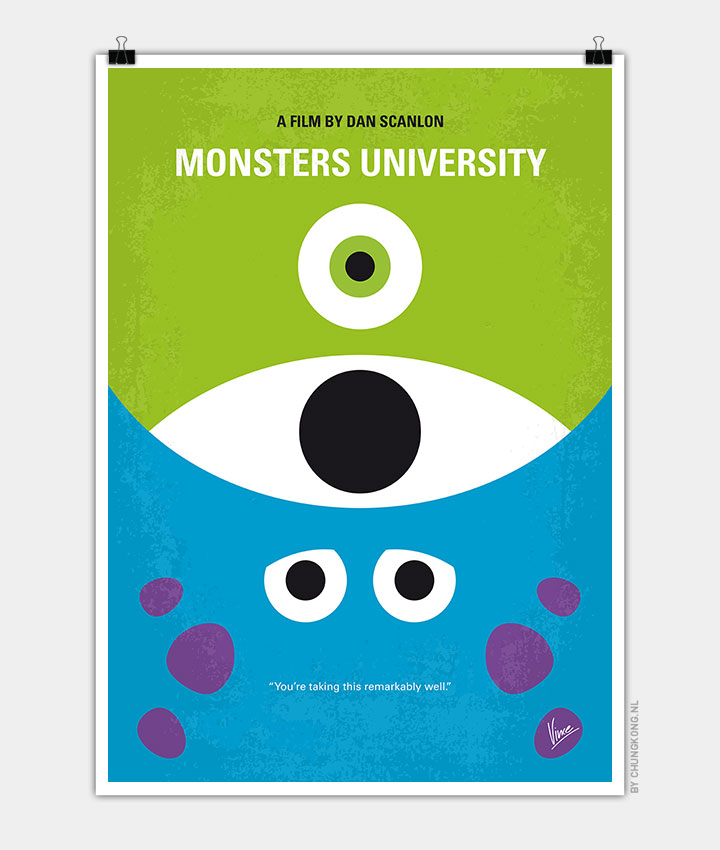 A FILM BY DAN SCANLON
MONSTERS UNIVERSITY
“You’re taking this remarkably well.”
Vince
BY CHUNGKONG.NL